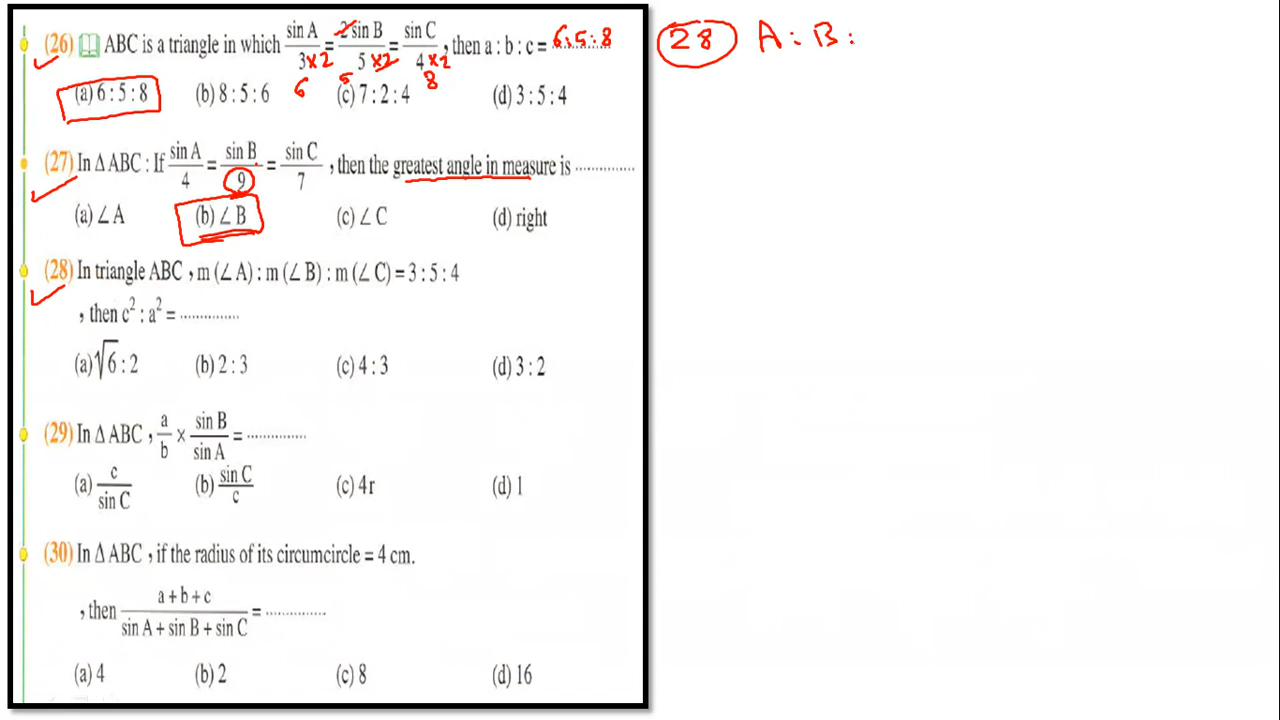 (26) ABC is a triangle in which sin A / 3 ×2 = 2 sin B / 5 ×2 = sin C / 4 ×2 , then a : b : c = 6:5:8
6 5 8
(a) 6 : 5 : 8 (b) 8 : 5 : 6 (c) 7 : 2 : 4 (d) 3 : 5 : 4
(27) In Δ ABC : If sin A / 4 = sin B / 9 = sin C / 7 , then the greatest angle in measure is ..............
(a) ∠ A (b) ∠ B (c) ∠ C (d) right
(28) In triangle ABC , m (∠ A) : m (∠ B) : m (∠ C) = 3 : 5 : 4
, then c² : a² = ..............
(a) √6 : 2 (b) 2 : 3 (c) 4 : 3 (d) 3 : 2
(29) In Δ ABC , a / b × sin B / sin A = ..............
(a) c / sin C (b) sin C / c (c) 4r (d) 1
(30) In Δ ABC , if the radius of its circumcircle = 4 cm.
, then a + b + c / sin A + sin B + sin C = ..............
(a) 4 (b) 2 (c) 8 (d) 16
28 A : B :